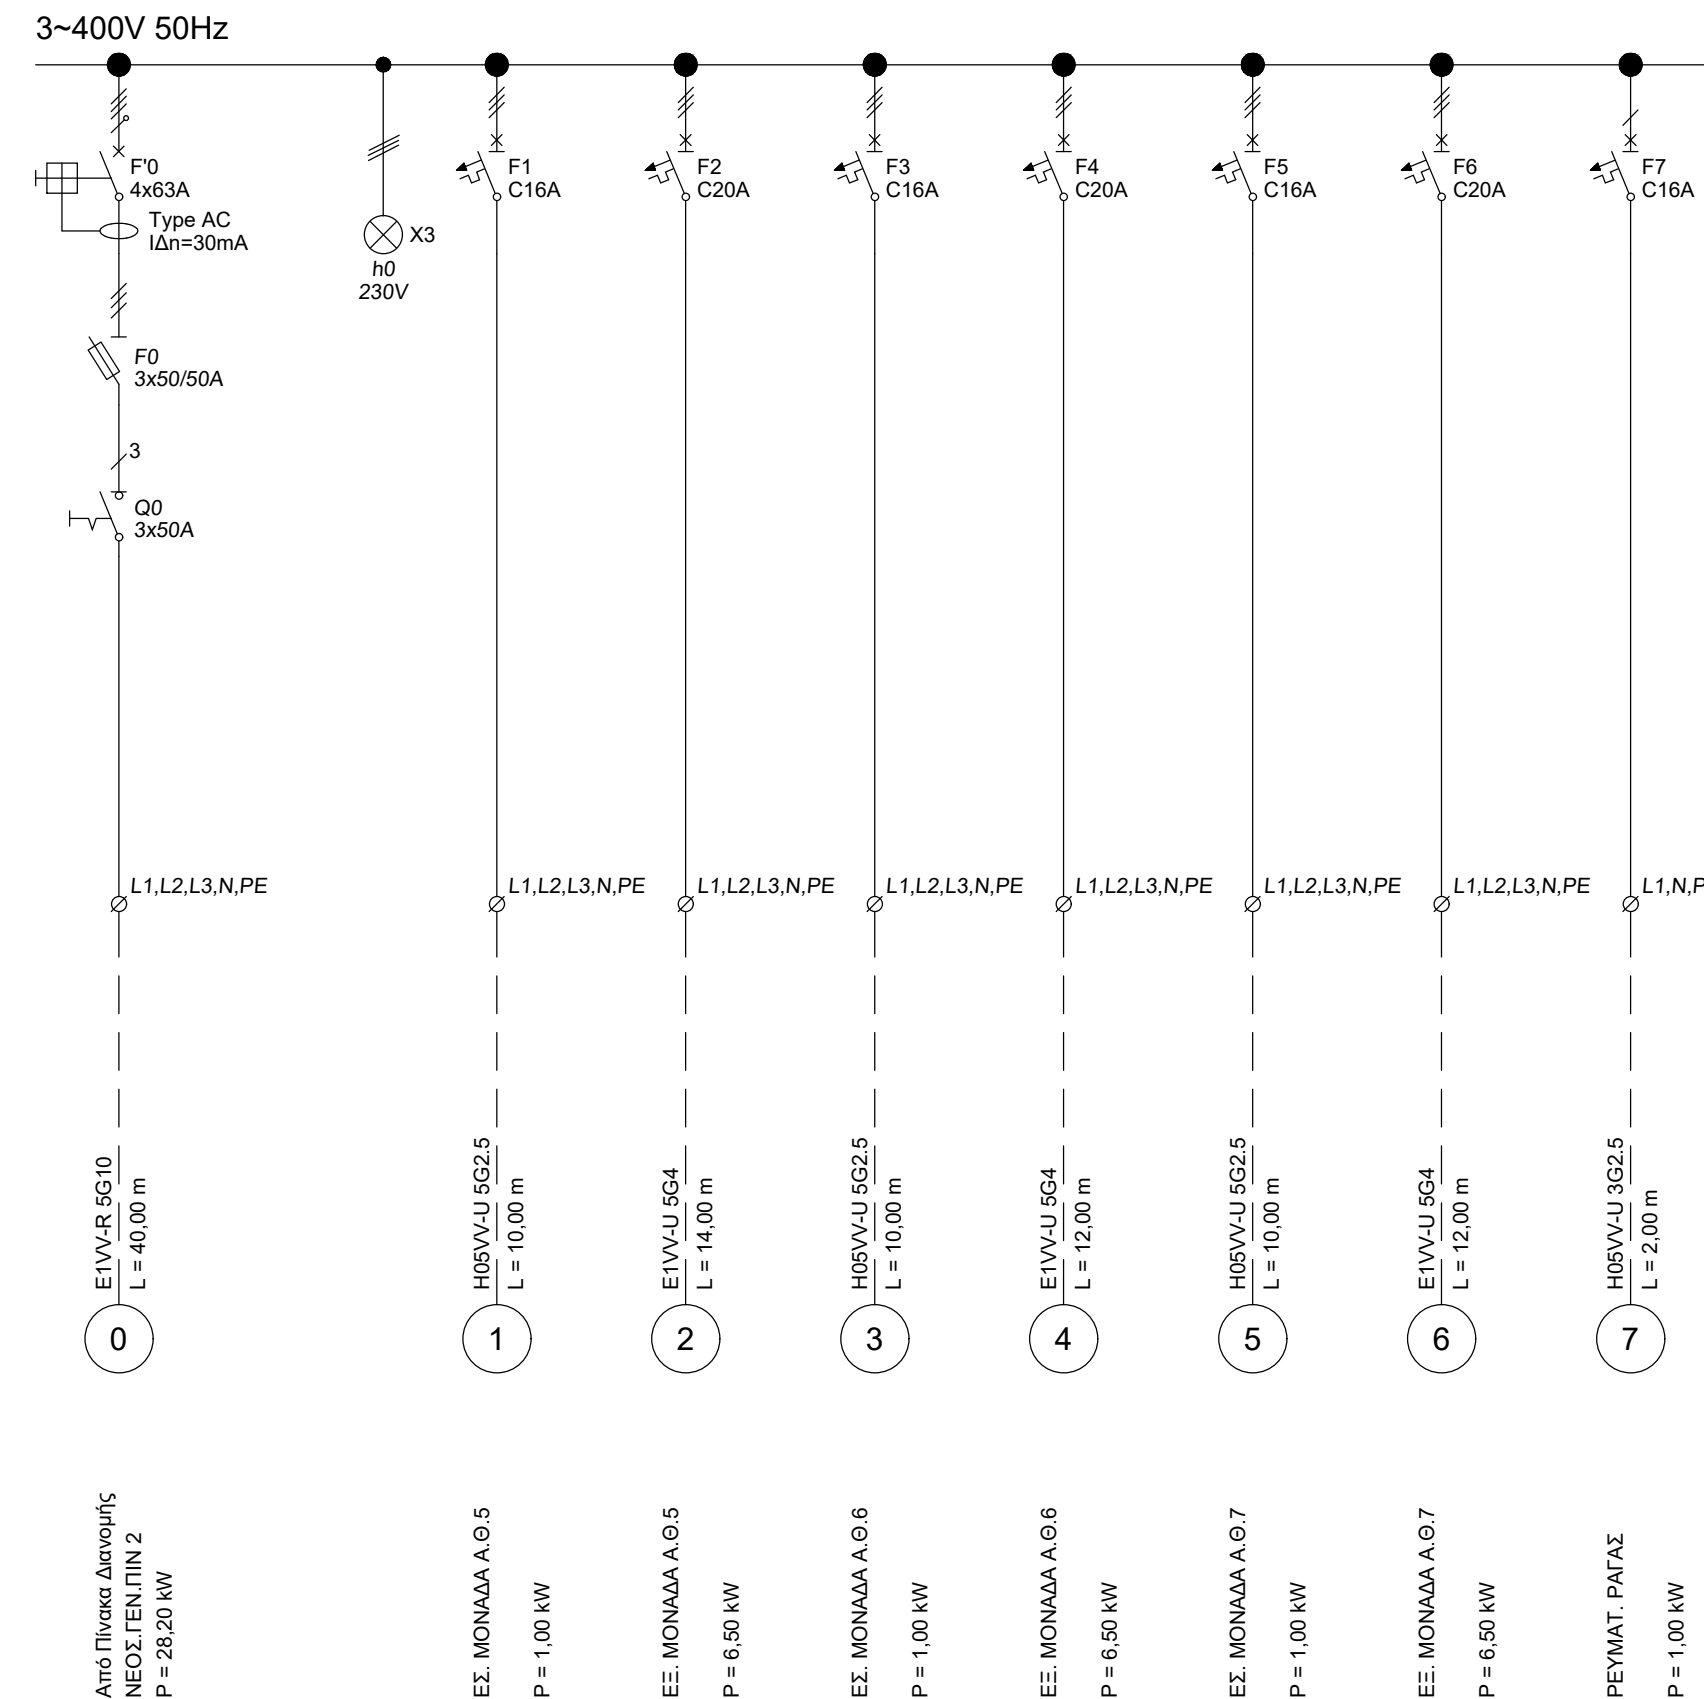 3~400V 50Hz
F'0
4x63A
Type AC
IΔn=30mA
F0
3x50/50A
3
Q0
3x50A
X3
h0
230V
F1
C16A
F2
C20A
F3
C16A
F4
C20A
F5
C16A
F6
C20A
F7
C16A
L1,L2,L3,N,PE
L1,L2,L3,N,PE
L1,L2,L3,N,PE
L1,L2,L3,N,PE
L1,L2,L3,N,PE
L1,L2,L3,N,PE
L1,L2,L3,N,PE
L1,N,P
E1VV-R 5G10
L = 40,00 m
H05VV-U 5G2.5
L = 10,00 m
E1VV-U 5G4
L = 14,00 m
H05VV-U 5G2.5
L = 10,00 m
E1VV-U 5G4
L = 12,00 m
H05VV-U 5G2.5
L = 10,00 m
E1VV-U 5G4
L = 12,00 m
H05VV-U 3G2.5
L = 2,00 m
0
1
2
3
4
5
6
7
Από Πίνακα Διανομής
ΝΕΟΣ.ΓΕΝ.ΠΙΝ 2
P = 28,20 kW
ΕΣ. ΜΟΝΑΔΑ Α.Θ.5
P = 1,00 kW
ΕΞ. ΜΟΝΑΔΑ Α.Θ.5
P = 6,50 kW
ΕΣ. ΜΟΝΑΔΑ Α.Θ.6
P = 1,00 kW
ΕΞ. ΜΟΝΑΔΑ Α.Θ.6
P = 6,50 kW
ΕΣ. ΜΟΝΑΔΑ Α.Θ.7
P = 1,00 kW
ΕΞ. ΜΟΝΑΔΑ Α.Θ.7
P = 6,50 kW
ΡΕΥΜΑΤ. ΡΑΓΑΣ
P = 1,00 kW